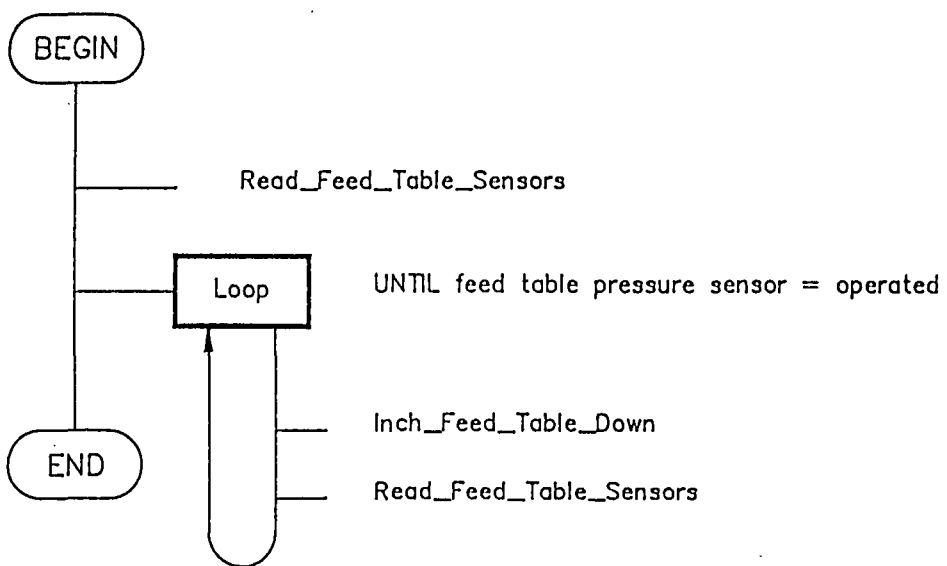 BEGIN
Read_Feed_Table_Sensors
Loop
UNTIL feed table pressure sensor = operated
Inch_Feed_Table_Down
END
Read_Feed_Table_Sensors